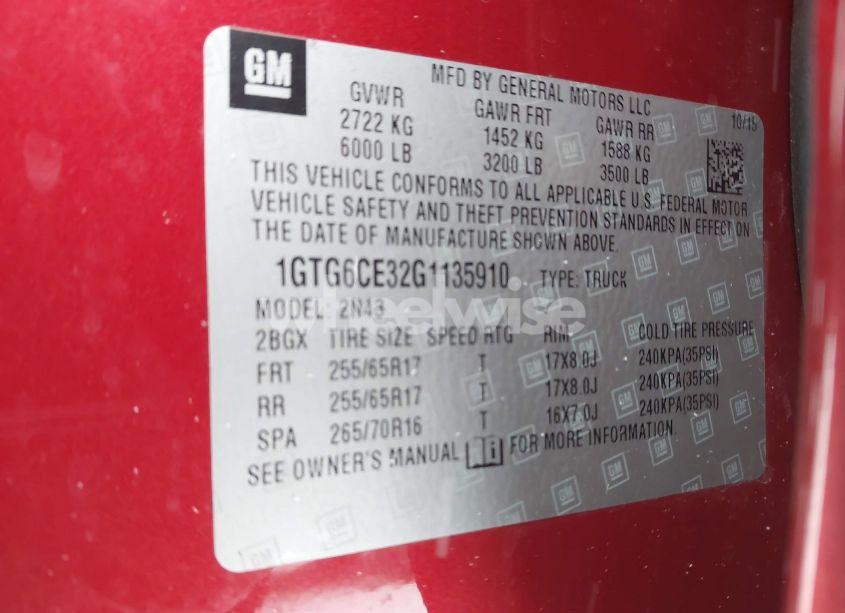 GM
MFD BY GENERAL MOTORS LLC
GVWR GAWR FRT GAWR RR 10/15
2722 KG 1452 KG 1588 KG
6000 LB 3200 LB 3500 LB
THIS VEHICLE CONFORMS TO ALL APPLICABLE U.S. FEDERAL MOTOR
VEHICLE SAFETY AND THEFT PREVENTION STANDARDS IN EFFECT ON
THE DATE OF MANUFACTURE SHOWN ABOVE.
1GTG6CE32G1135910 TYPE: TRUCK
MODEL: 2N43
wheelwise
2BGX TIRE SIZE SPEED RTG RIM COLD TIRE PRESSURE
FRT 255/65R17 T 17X8.0J 240KPA(35PSI)
RR 255/65R17 T 17X8.0J 240KPA(35PSI)
SPA 265/70R16 T 16X7.0J 240KPA(35PSI)
SEE OWNER'S MANUAL FOR MORE INFORMATION.